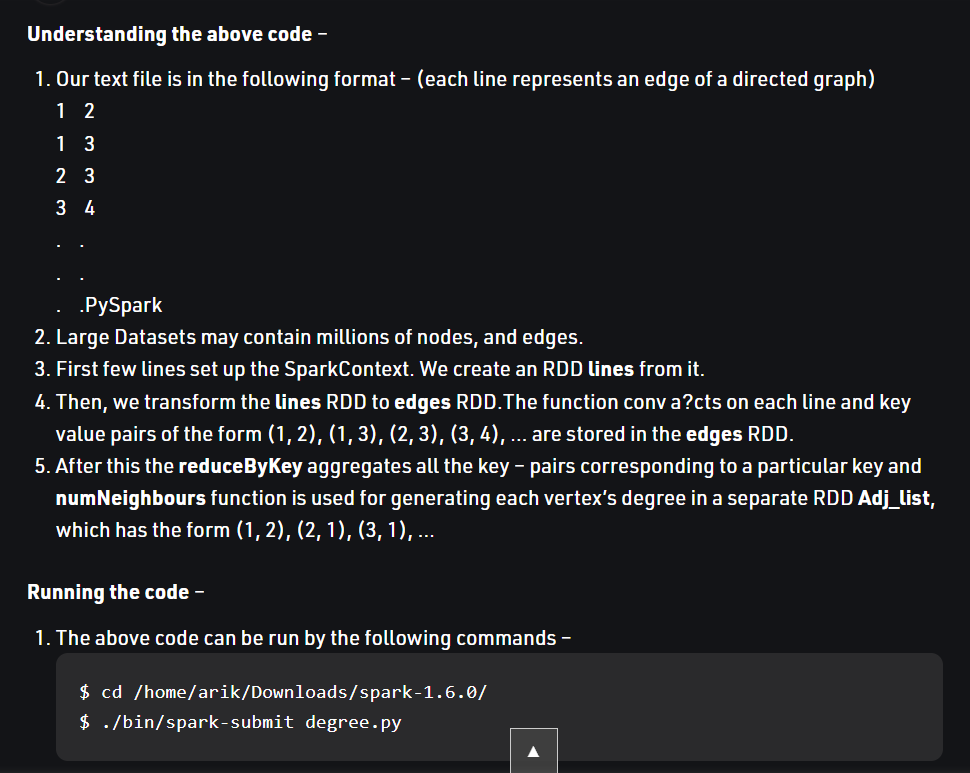 Understanding the above code –
1. Our text file is in the following format – (each line represents an edge of a directed graph)
1 2
1 3
2 3
3 4
. .
. .
. .PySpark
2. Large Datasets may contain millions of nodes, and edges.
3. First few lines set up the SparkContext. We create an RDD lines from it.
4. Then, we transform the lines RDD to edges RDD.The function conv a?cts on each line and key
value pairs of the form (1, 2), (1, 3), (2, 3), (3, 4), … are stored in the edges RDD.
5. After this the reduceByKey aggregates all the key – pairs corresponding to a particular key and
numNeighbours function is used for generating each vertex’s degree in a separate RDD Adj_list,
which has the form (1, 2), (2, 1), (3, 1), …
Running the code –
1. The above code can be run by the following commands –
$ cd /home/arik/Downloads/spark-1.6.0/
$ ./bin/spark-submit degree.py